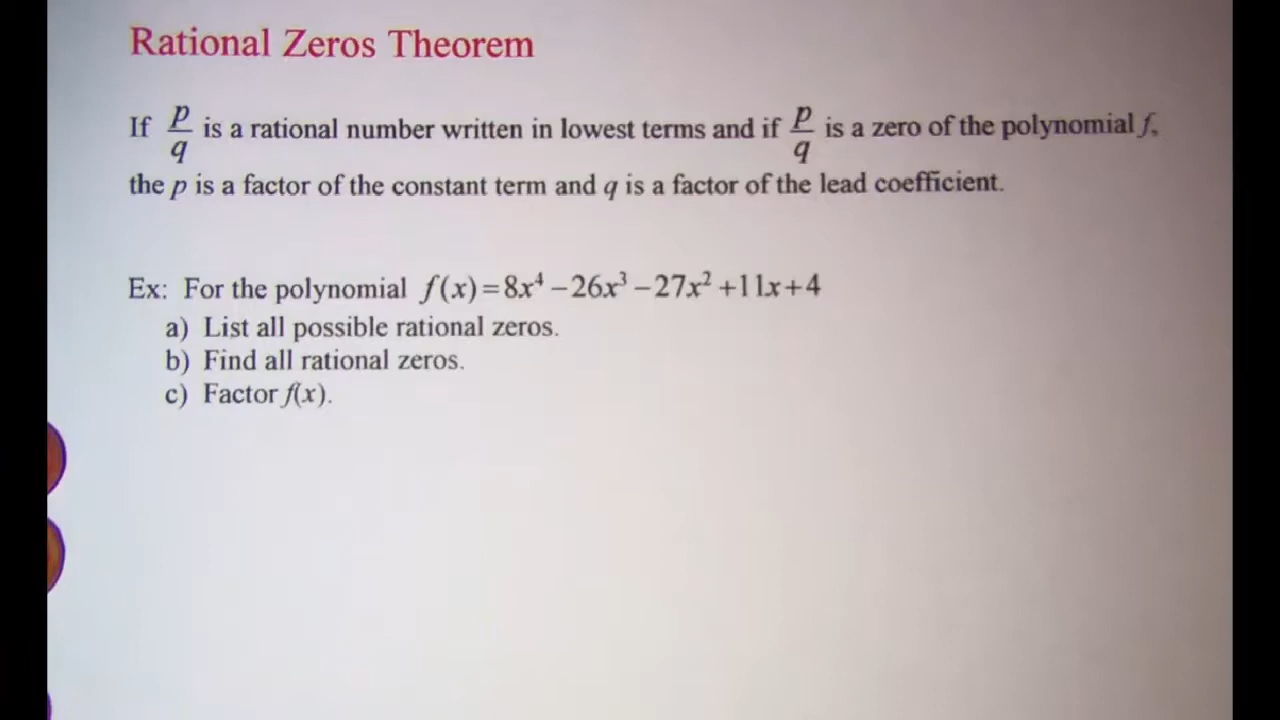 Rational Zeros Theorem
If p/q is a rational number written in lowest terms and if p/q is a zero of the polynomial f,
the p is a factor of the constant term and q is a factor of the lead coefficient.
Ex: For the polynomial f(x)=8x⁴−26x³−27x²+11x+4
a) List all possible rational zeros.
b) Find all rational zeros.
c) Factor f(x).